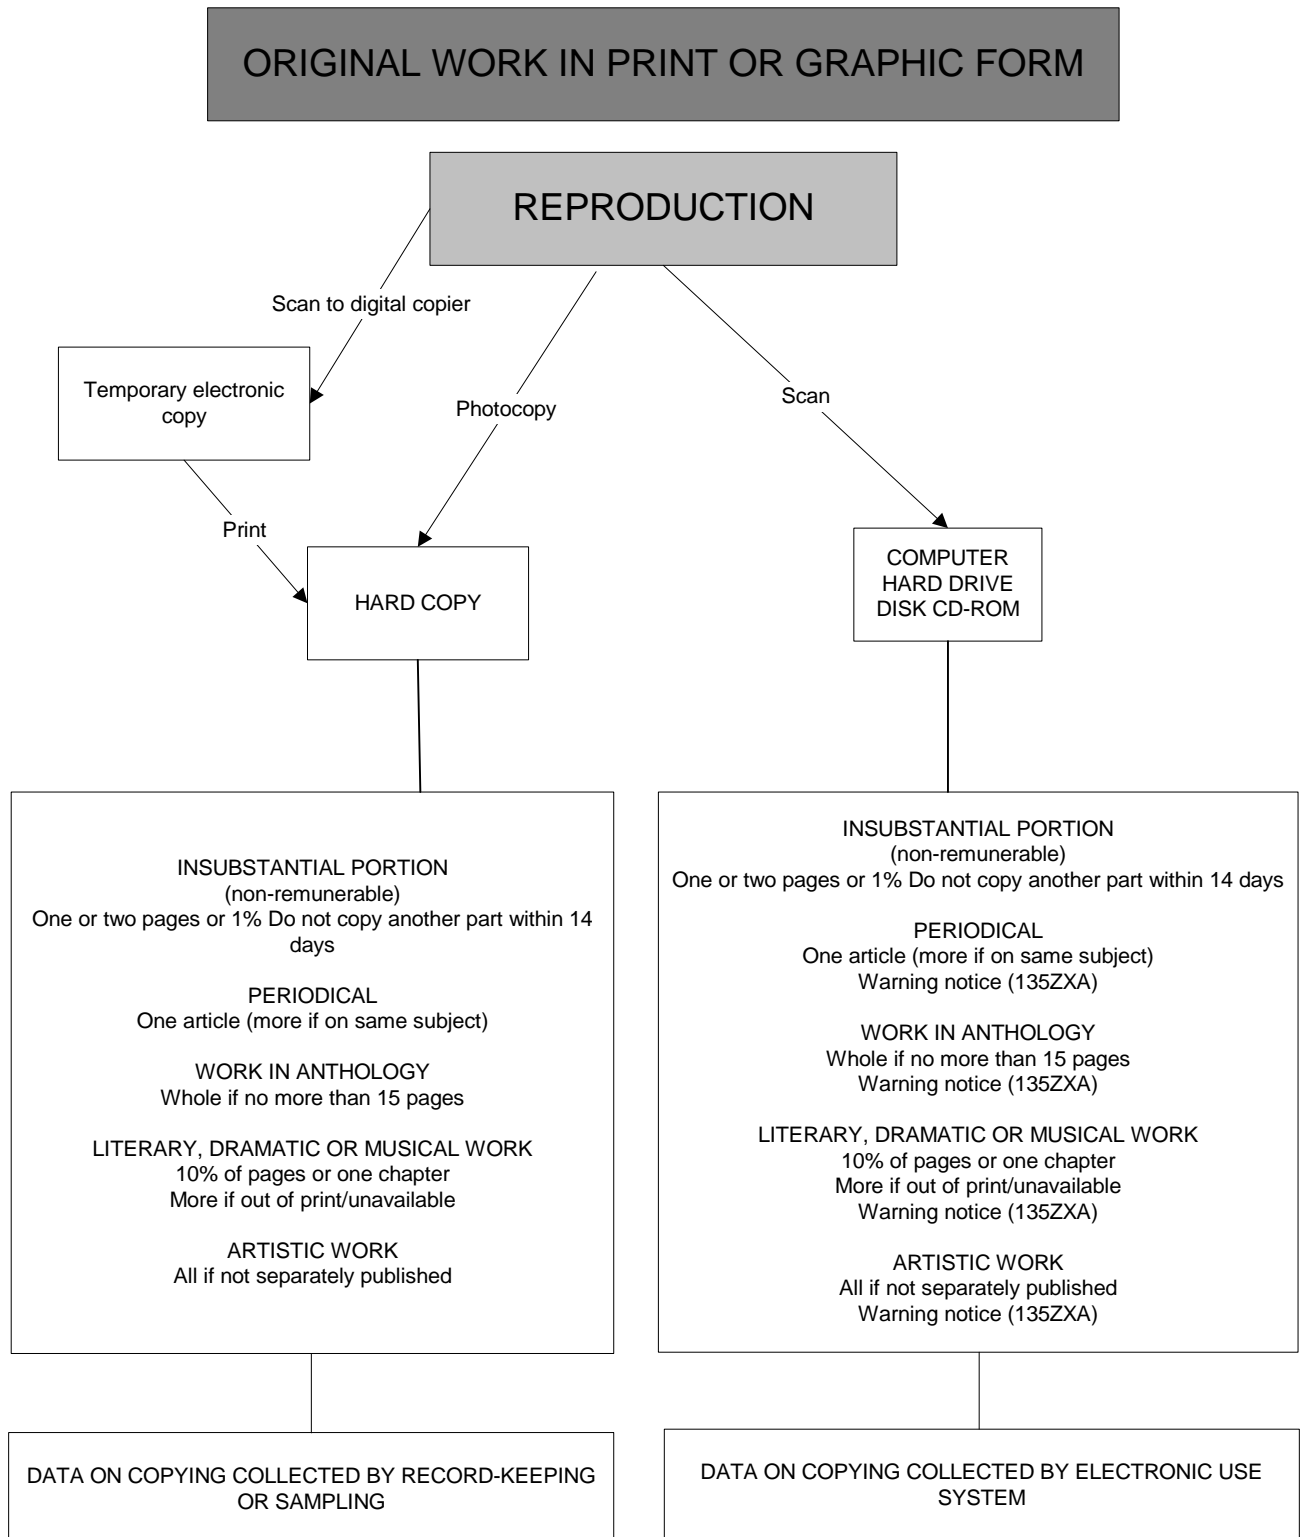 ORIGINAL WORK IN PRINT OR GRAPHIC FORM
REPRODUCTION
Scan to digital copier
Temporary electronic
copy
Photocopy
Scan
Print
HARD COPY
COMPUTER
HARD DRIVE
DISK CD-ROM
INSUBSTANTIAL PORTION
(non-remunerable)
One or two pages or 1% Do not copy another part within 14
days
PERIODICAL
One article (more if on same subject)
WORK IN ANTHOLOGY
Whole if no more than 15 pages
LITERARY, DRAMATIC OR MUSICAL WORK
10% of pages or one chapter
More if out of print/unavailable
ARTISTIC WORK
All if not separately published
INSUBSTANTIAL PORTION
(non-remunerable)
One or two pages or 1% Do not copy another part within 14 days
PERIODICAL
One article (more if on same subject)
Warning notice (135ZXA)
WORK IN ANTHOLOGY
Whole if no more than 15 pages
Warning notice (135ZXA)
LITERARY, DRAMATIC OR MUSICAL WORK
10% of pages or one chapter
More if out of print/unavailable
Warning notice (135ZXA)
ARTISTIC WORK
All if not separately published
Warning notice (135ZXA)
DATA ON COPYING COLLECTED BY RECORD-KEEPING
OR SAMPLING
DATA ON COPYING COLLECTED BY ELECTRONIC USE
SYSTEM